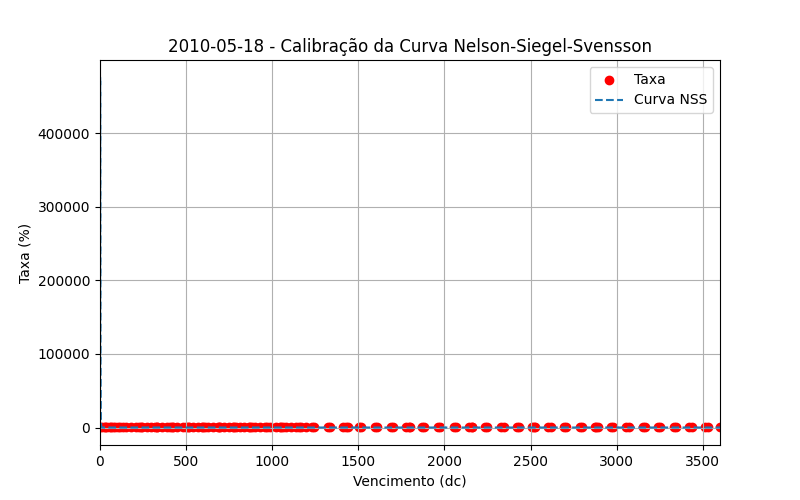 2010-05-18 - Calibração da Curva Nelson-Siegel-Svensson
Taxa
Curva NSS
Taxa (%)
400000
300000
200000
100000
0
0 500 1000 1500 2000 2500 3000 3500
Vencimento (dc)